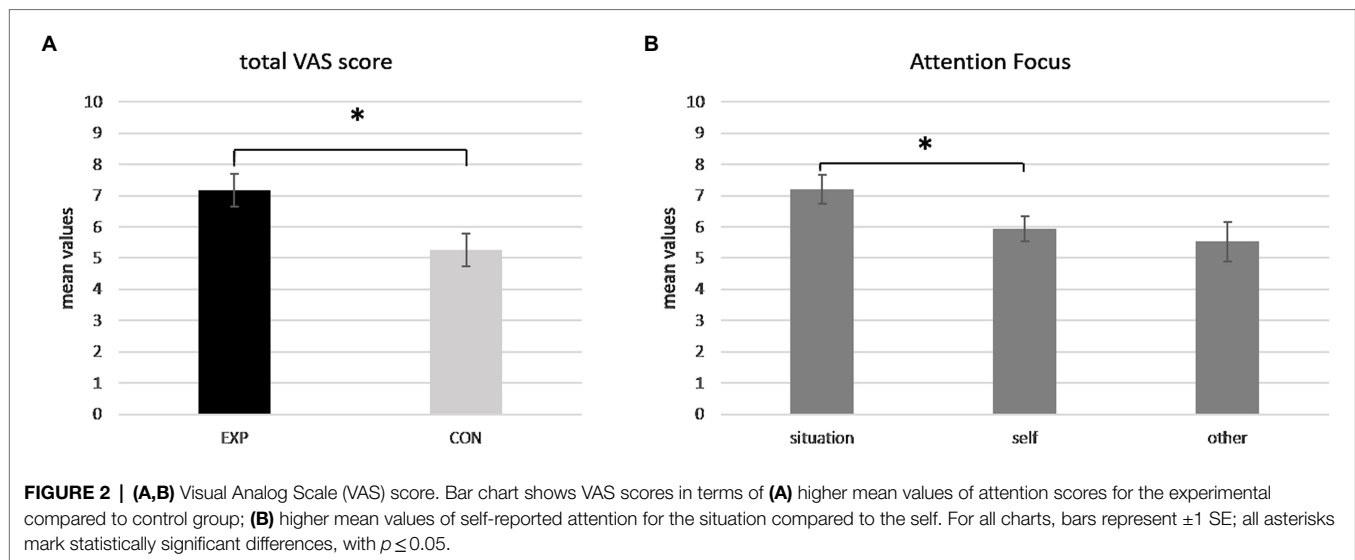 A
total VAS score
*
10
9
8
7
6
5
4
3
2
1
0
mean values
EXP CON
B
Attention Focus
*
10
9
8
7
6
5
4
3
2
1
0
mean values
situation self other
FIGURE 2 | (A,B) Visual Analog Scale (VAS) score. Bar chart shows VAS scores in terms of (A) higher mean values of attention scores for the experimental
compared to control group; (B) higher mean values of self-reported attention for the situation compared to the self. For all charts, bars represent ±1 SE; all asterisks
mark statistically significant differences, with p ≤ 0.05.